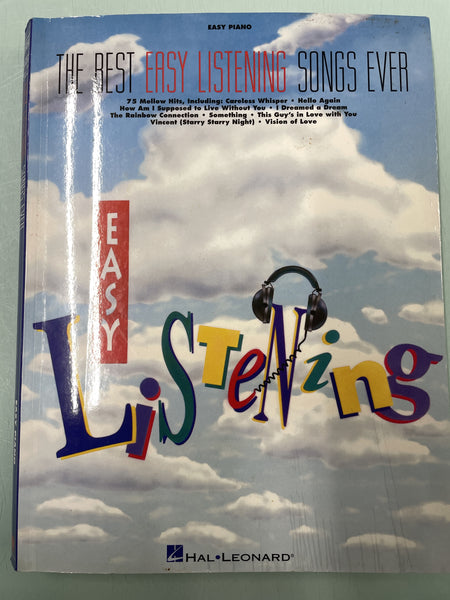 EASY PIANO
THE BEST EASY LISTENING SONGS EVER
75 Mellow Hits, Including: Careless Whisper • Hello Again
How Am I Supposed to Live Without You • I Dreamed a Dream
The Rainbow Connection • Something • This Guy's in Love with You
Vincent (Starry Starry Night) • Vision of Love
EASY
LiSTeNing
HAL•LEONARD®